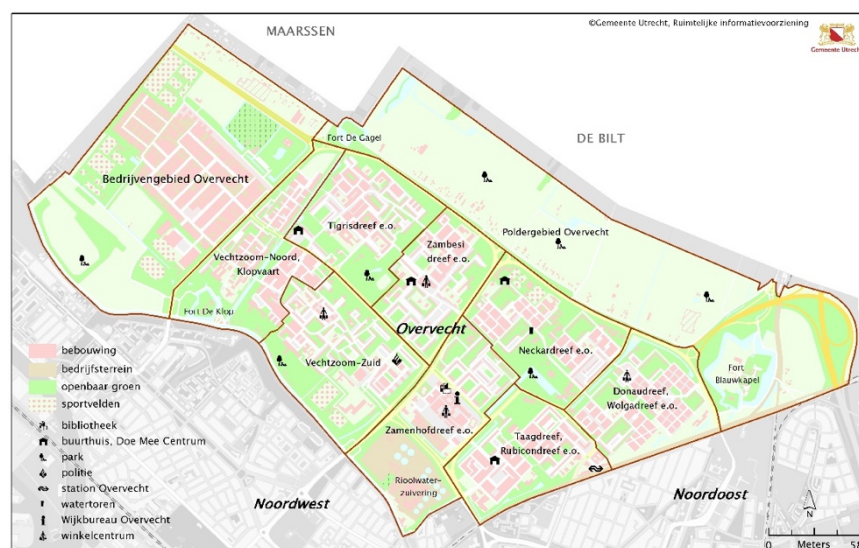 ©Gemeente Utrecht, Ruimtelijke informatievoorziening
Gemeente Utrecht
MAARSSEN
DE BILT
Fort De Gagel
Bedrijvengebied Overvecht
Tigrisdreef e.o.
Poldergebied Overvecht
Zambesi
dreef e.o.
Vechtzoom-Noord,
Klopvaart
Fort De Klop
Overvecht
Neckardreef e.o.
Vechtzoom-Zuid
Fort
Blauwkapel
Donaudreef,
Wolgadreef e.o.
Zamenhofdreef e.o.
Taagdreef,
Rubicondreef e.o.
Rioolwater-
zuivering
Noordwest
Noordoost
bebouwing
bedrijfsterrein
openbaar groen
sportvelden
bibliotheek
buurthuis, Doe Mee Centrum
park
politie
station Overvecht
watertoren
Wijkbureau Overvecht
winkelcentrum
N
0 Meters